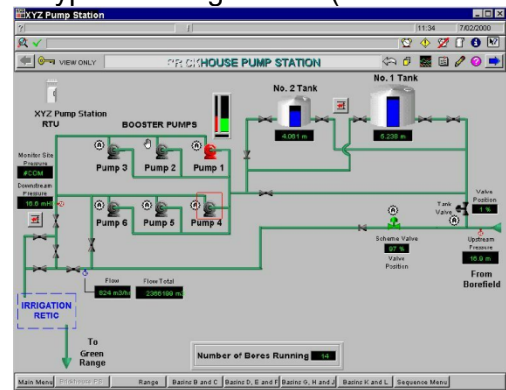 XYZ Pump Station
11:34 7/02/2000
VIEW ONLY
HOUSE PUMP STATION
No. 1 Tank
No. 2 Tank
XYZ Pump Station
RTU
BOOSTER PUMPS
4.061 m
5.238 m
Monitor Site
Pressure
#COM
Pump 3 Pump 2 Pump 1
Downstream
Pressure
Pump 6 Pump 5 Pump 4
Tank
Valve
Valve
Position
1 %
Scheme Valve
97 %
Valve
Position
Upstream
Pressure
16.9 m
From
Borefield
Flow Flow Total
824 m3/h
IRRIGATION
RETIC
To
Green
Range
Number of Bores Running 14
Main Menu Range Basins B and C Basins D, E and F Basins G, H and J Basins K and L Sequence Menu